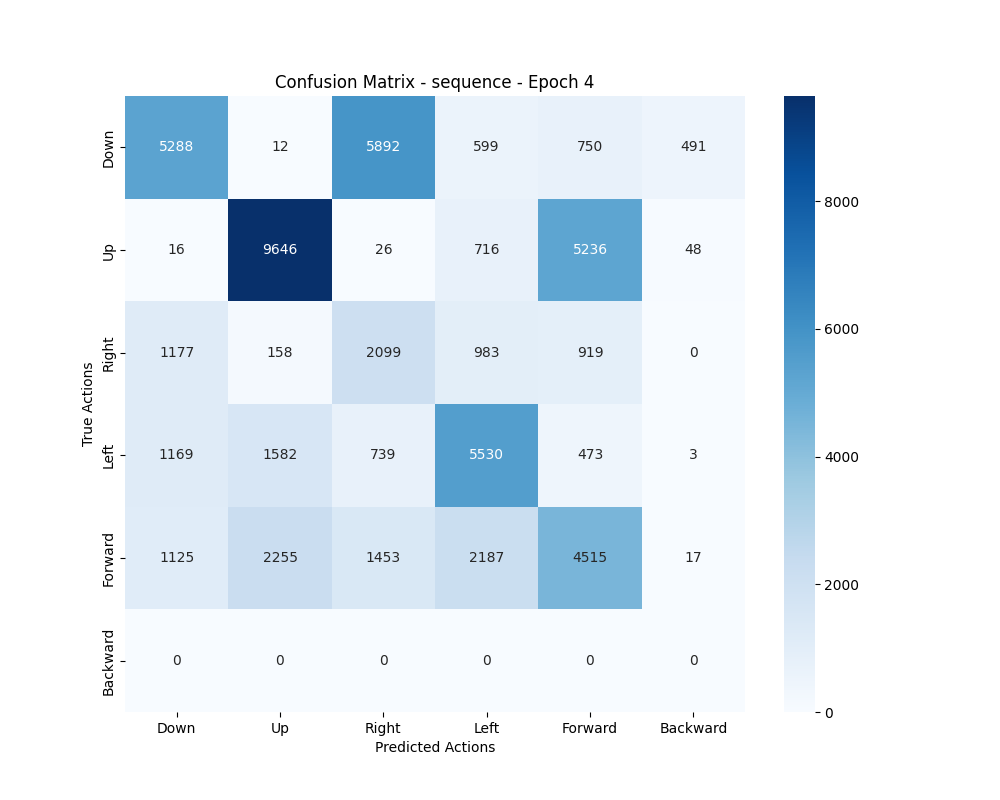 Confusion Matrix - sequence - Epoch 4
True Actions
Down 5288 12 5892 599 750 491
Up 16 9646 26 716 5236 48
Right 1177 158 2099 983 919 0
Left 1169 1582 739 5530 473 3
Forward 1125 2255 1453 2187 4515 17
Backward 0 0 0 0 0 0
Down Up Right Left Forward Backward
Predicted Actions
8000
6000
4000
2000
0